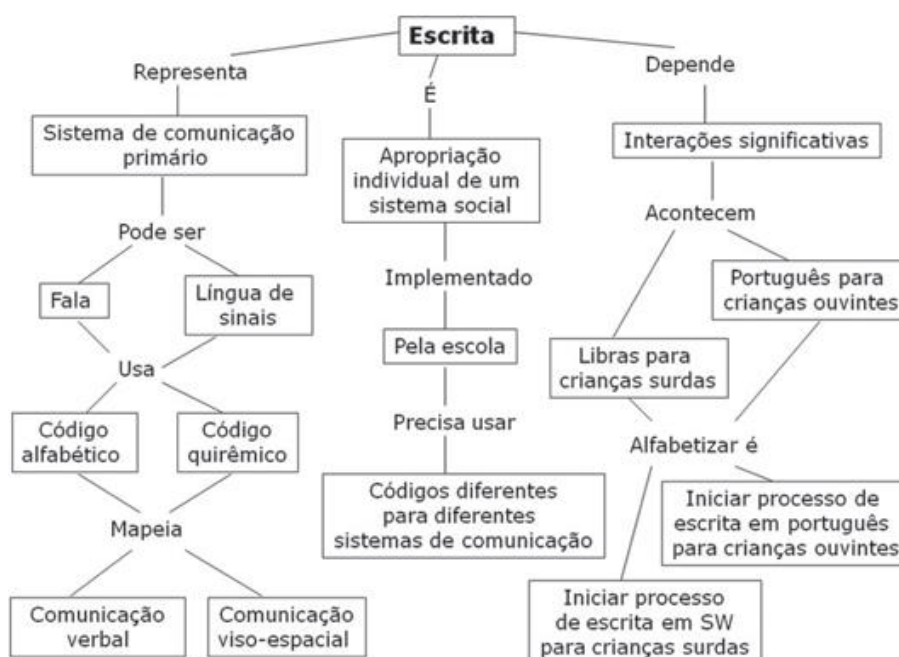 Escrita
Representa
É
Depende
Sistema de comunicação
primário
Apropriação
individual de um
sistema social
Interações significativas
Pode ser
Acontecem
Fala
Língua de
sinais
Implementado
Português para
crianças ouvintes
Usa
Pela escola
Libras para
crianças surdas
Código
alfabético
Código
quirêmico
Precisa usar
Alfabetizar é
Mapeia
Códigos diferentes
para diferentes
sistemas de comunicação
Iniciar processo de
escrita em português
para crianças ouvintes
Comunicação
verbal
Comunicação
viso-espacial
Iniciar processo
de escrita em SW
para crianças surdas